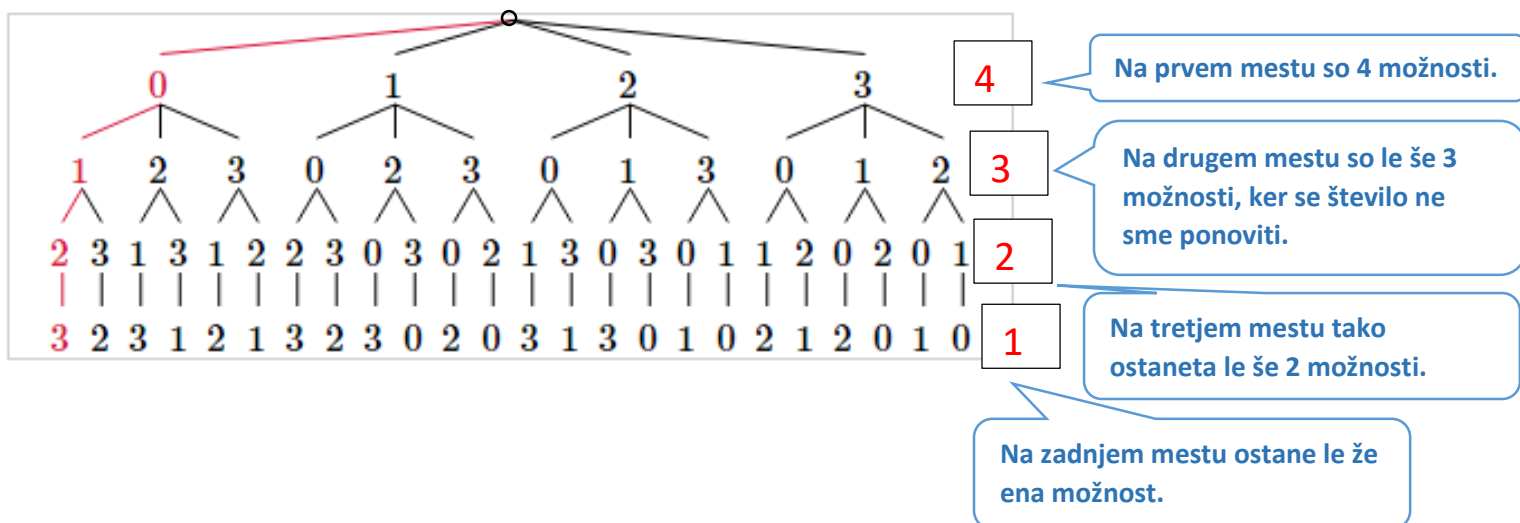 0 1 2 3 4
Na prvem mestu so 4 možnosti.
1 2 3 0 2 3 0 1 3 0 1 2 3
Na drugem mestu so le še 3
možnosti, ker se število ne
sme ponoviti.
2 3 1 3 1 2 2 3 0 3 0 2 1 3 0 3 0 1 1 2 0 2 0 1 2
Na tretjem mestu tako
ostaneta le še 2 možnosti.
3 2 3 1 2 1 3 2 3 0 2 0 3 1 3 0 1 0 2 1 2 0 1 0 1
Na zadnjem mestu ostane le že
ena možnost.